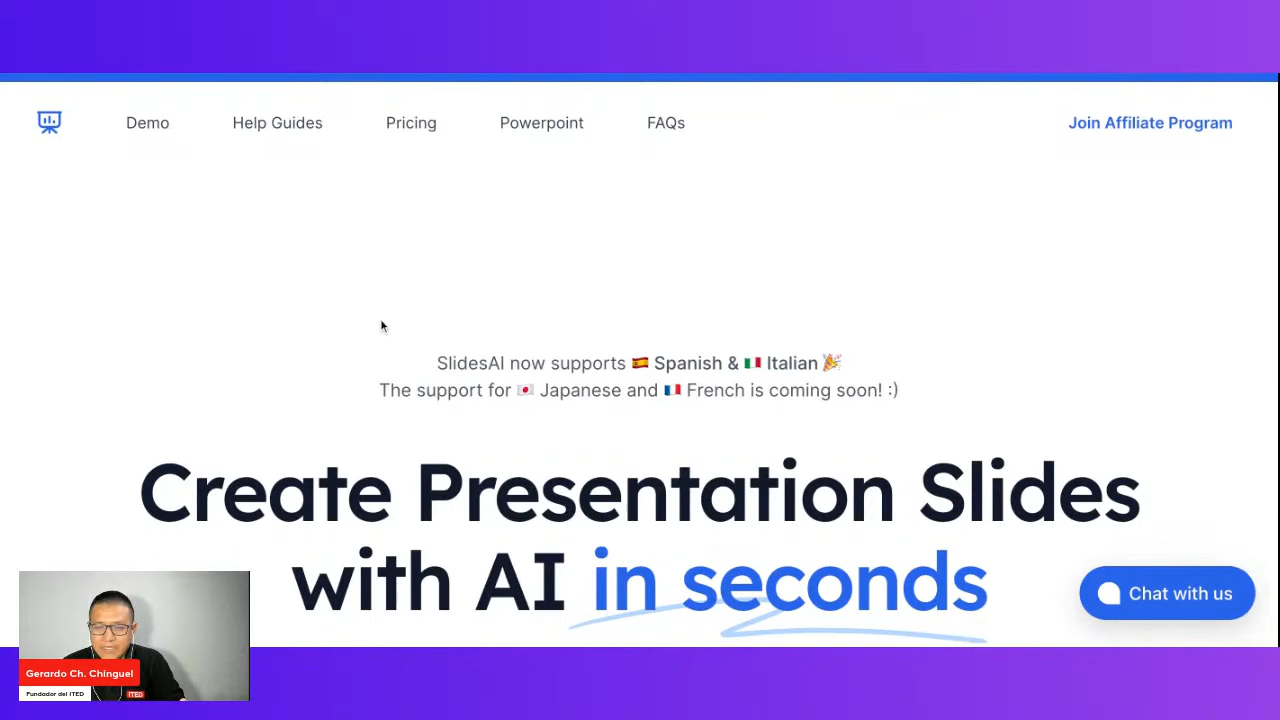 Demo Help Guides Pricing Powerpoint FAQs Join Affiliate Program
SlidesAI now supports 🇪🇸 Spanish & 🇮🇹 Italian 🎉
The support for 🇯🇵 Japanese and 🇫🇷 French is coming soon! :)
Create Presentation Slides
with AI in seconds
Chat with us
Gerardo Ch. Chinguel
Fundador del ITED
ITED